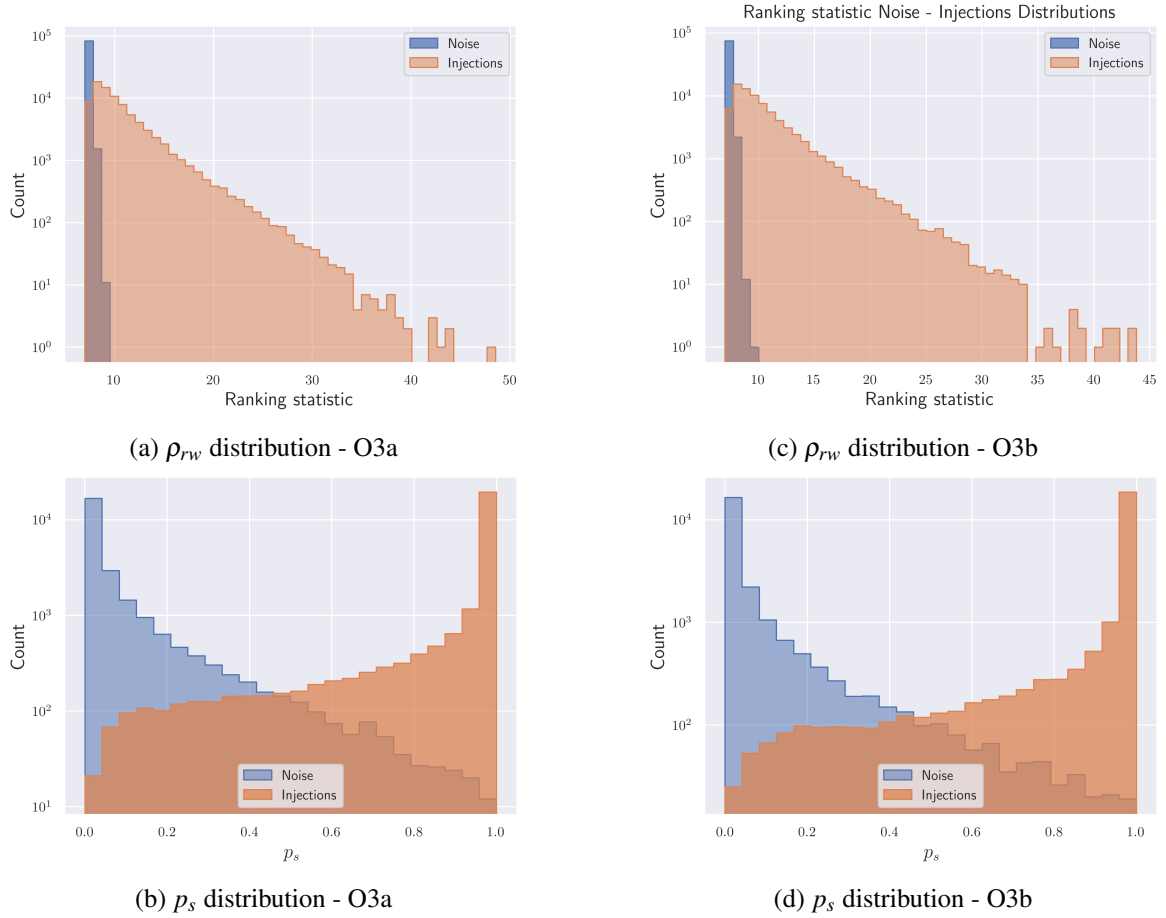 10^5
10^4
10^3
10^2
10^1
10^0
Count
Noise
Injections
10 20 30 40 50
Ranking statistic
(a) ρ_{rw} distribution - O3a
Ranking statistic Noise - Injections Distributions
10^5
10^4
10^3
10^2
10^1
10^0
Count
Noise
Injections
10 15 20 25 30 35 40 45
Ranking statistic
(c) ρ_{rw} distribution - O3b
10^4
10^3
10^2
10^1
Count
Noise
Injections
0.0 0.2 0.4 0.6 0.8 1.0
p_s
(b) p_s distribution - O3a
10^4
10^3
10^2
Count
Noise
Injections
0.0 0.2 0.4 0.6 0.8 1.0
p_s
(d) p_s distribution - O3b